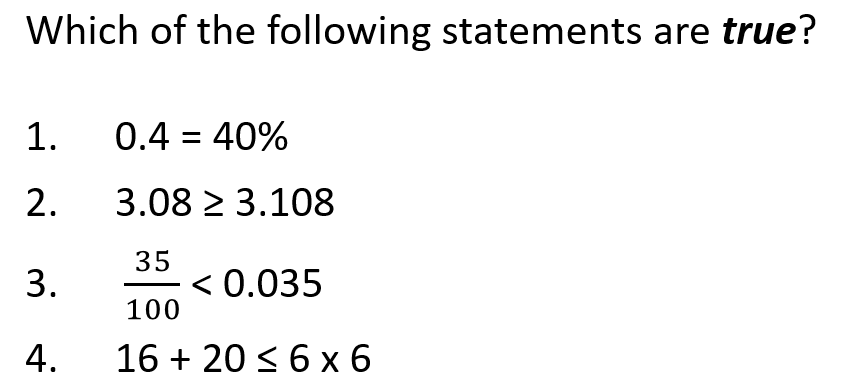 Which of the following statements are true?
1. 0.4 = 40%
2. 3.08 ≥ 3.108
3. 35/100 < 0.035
4. 16 + 20 ≤ 6 x 6